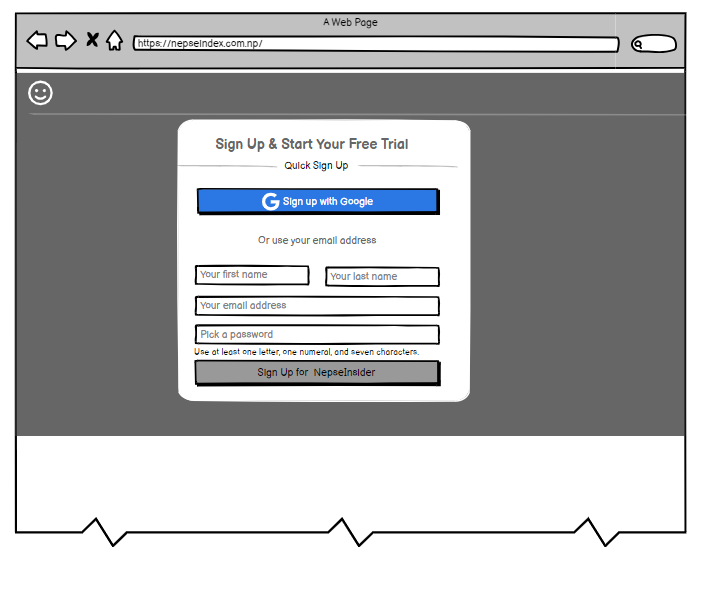 A Web Page
https://nepseindex.com.np/
Sign Up & Start Your Free Trial
Quick Sign Up
G Sign up with Google
Or use your email address
Your first name
Your last name
Your email address
Pick a password
Use at least one letter, one numeral, and seven characters.
Sign Up for NepseInsider